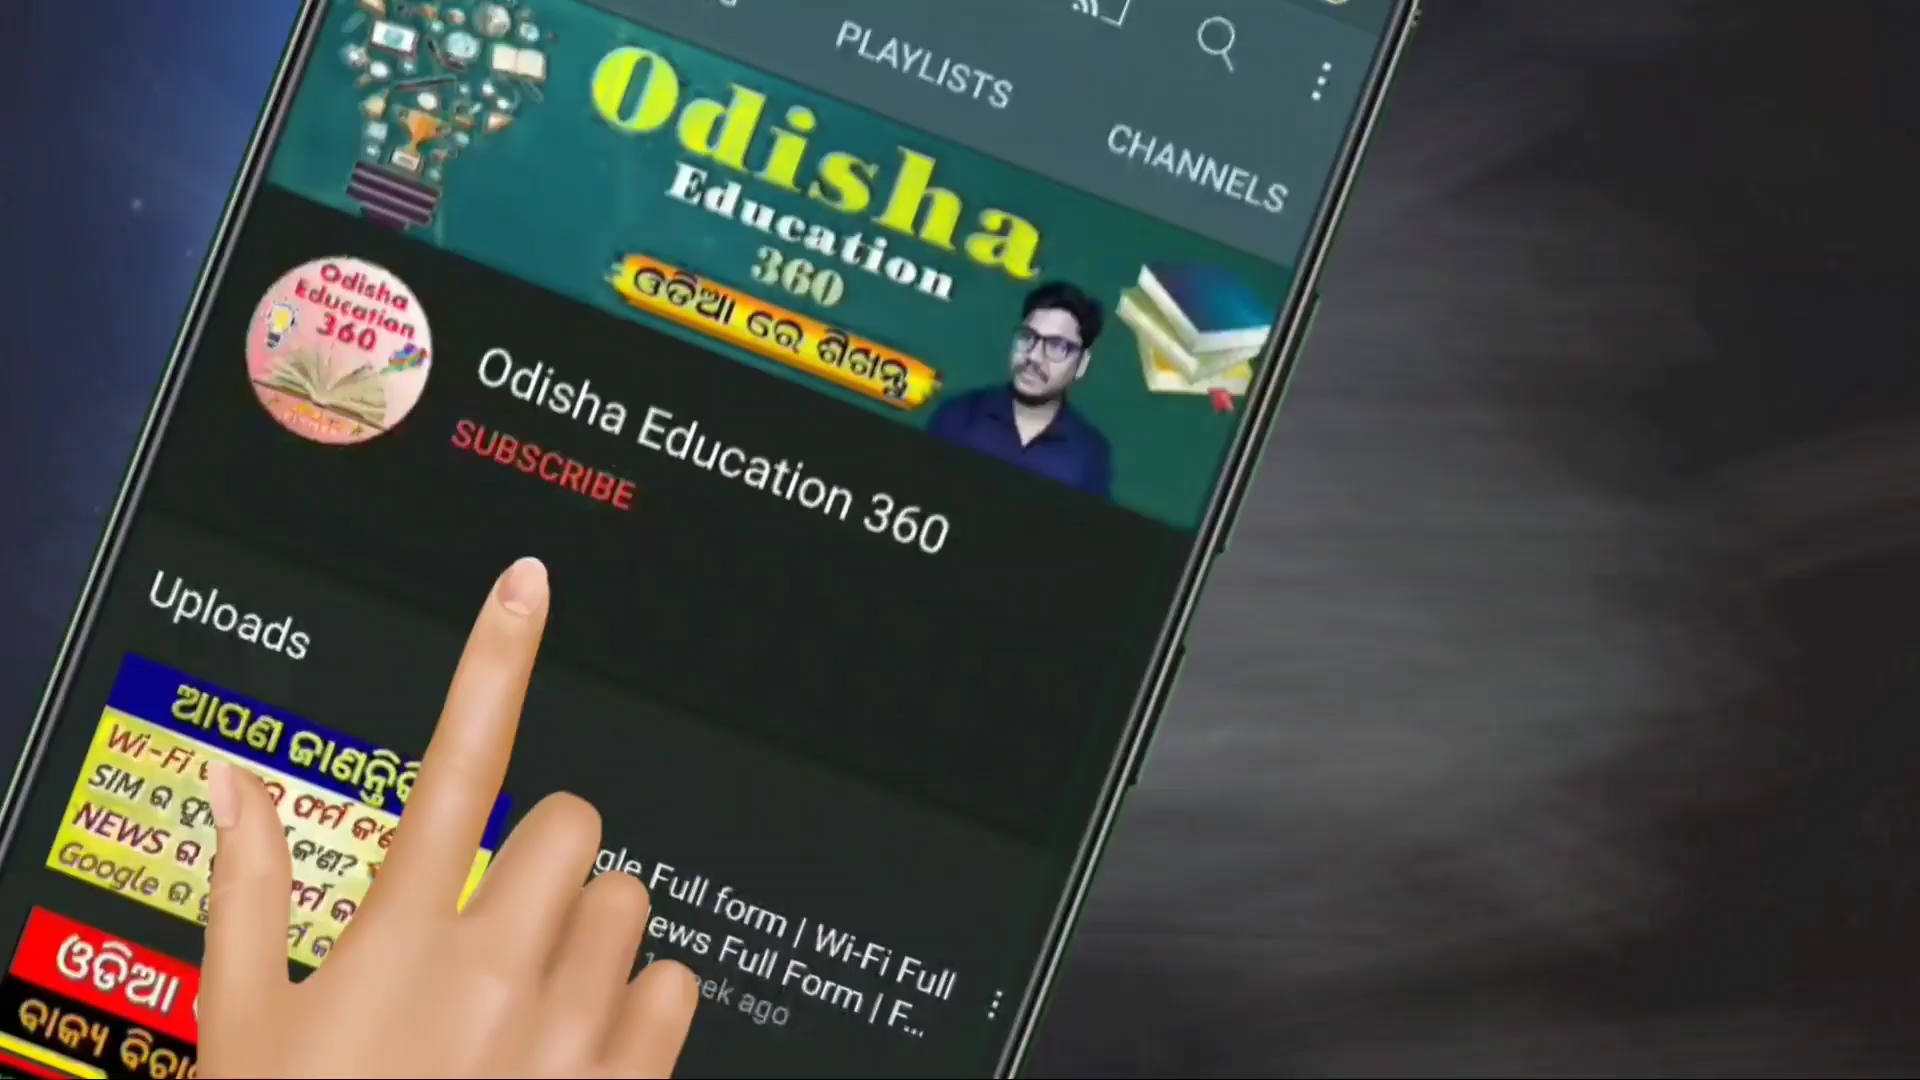 PLAYLISTS
CHANNELS
Odisha
Education
360
ଓଡିଆ ରେ ଶିଖନ୍ତୁ
Odisha
Education
360
Odisha Education 360
SUBSCRIBE
Uploads
ଆପଣ ଜାଣନ୍ତି
Wi-Fi ଫର୍ମ
SIM ର କ'ଣ?
NEWS ର
Google ର
gle Full form | Wi-Fi Full
ews Full Form | F...
ago
ଓଡିଆ
ବାକ୍ୟ